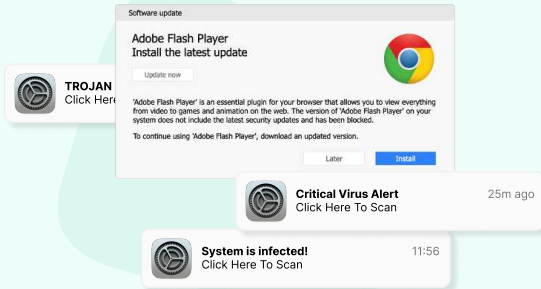 Software update
Adobe Flash Player
Install the latest update
Update now
TROJAN
Click Here
'Adobe Flash Player' is an essential plugin for your browser that allows you to view everything
from video to games and animation on the web. The version of 'Adobe Flash Player' on your
system does not include the latest security updates and has been blocked.
To continue using 'Adobe Flash Player', download an updated version.
Later Install
Critical Virus Alert 25m ago
Click Here To Scan
System is infected! 11:56
Click Here To Scan